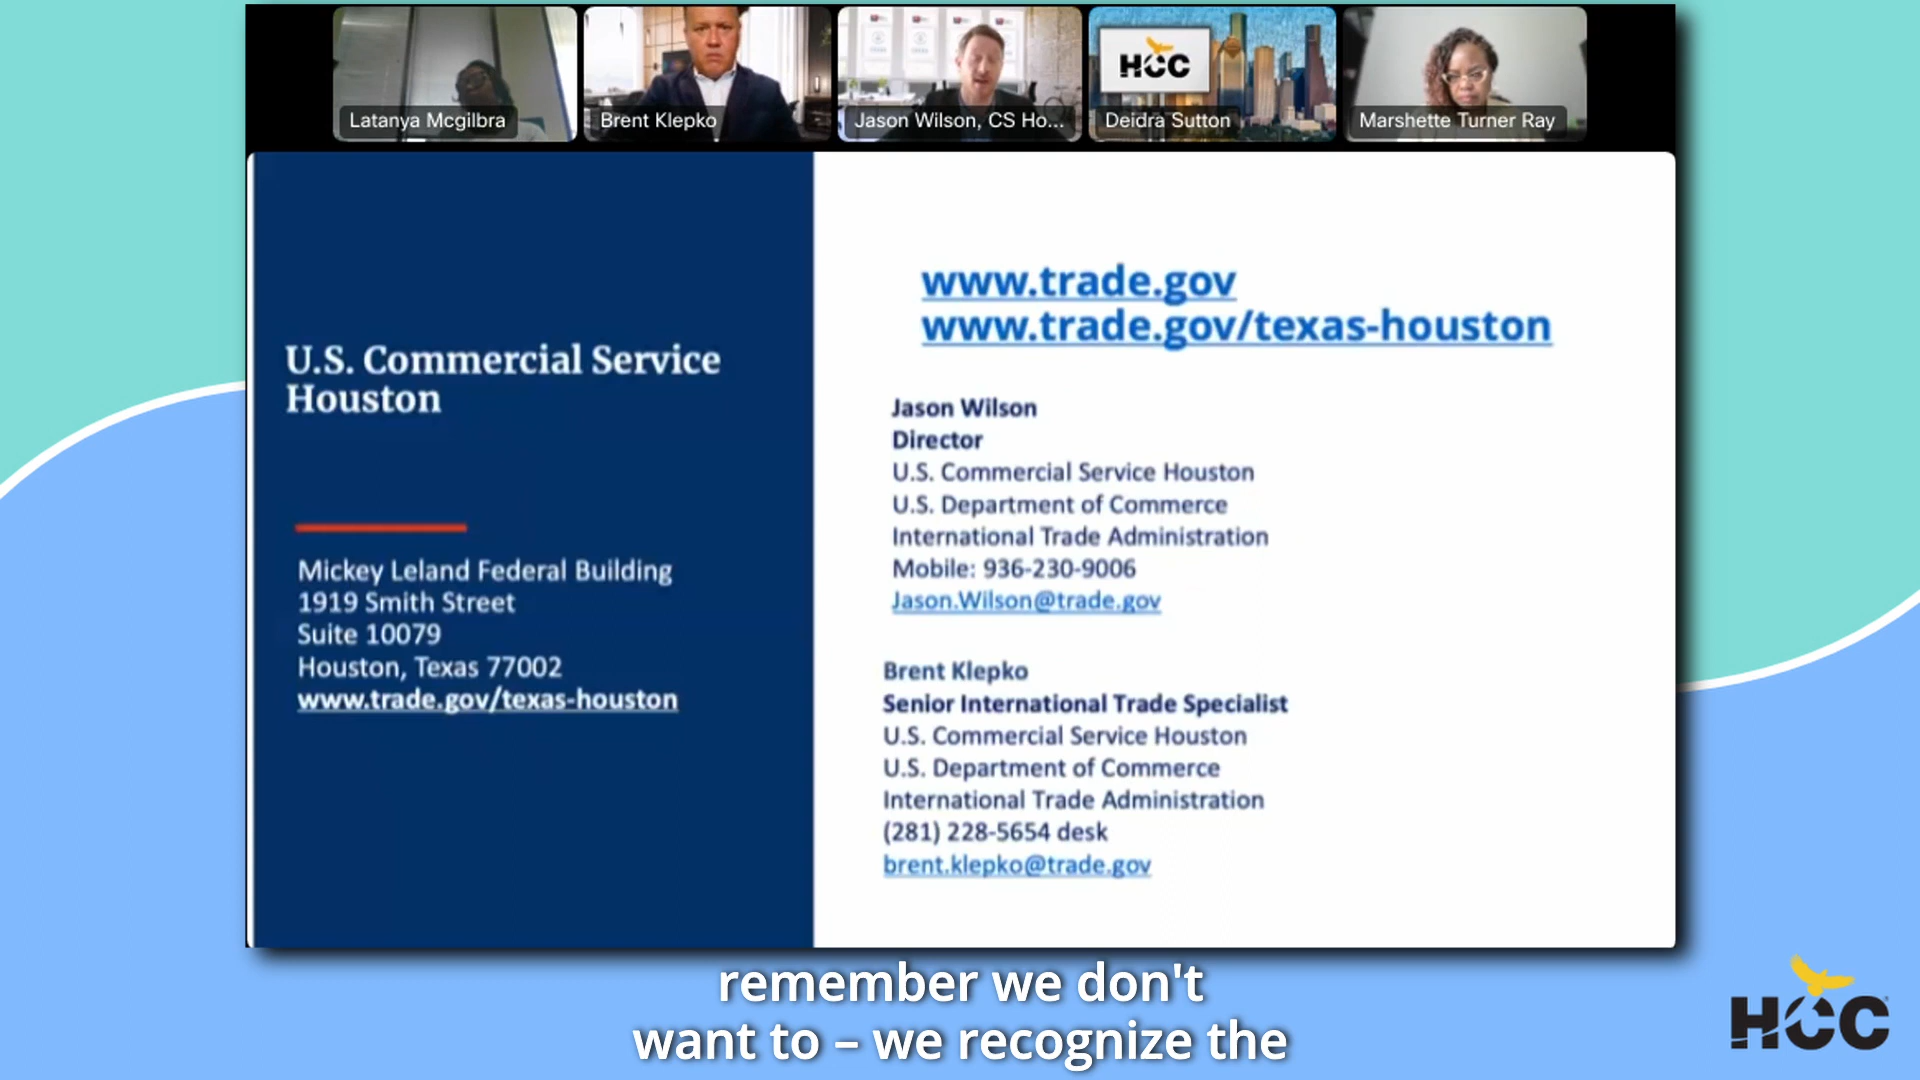 Latanya Mcgilbra
Brent Klepko
Jason Wilson, CS Ho...
HCC
Deidra Sutton
Marshette Turner Ray
U.S. Commercial Service
Houston
Mickey Leland Federal Building
1919 Smith Street
Suite 10079
Houston, Texas 77002
www.trade.gov/texas-houston
www.trade.gov
www.trade.gov/texas-houston
Jason Wilson
Director
U.S. Commercial Service Houston
U.S. Department of Commerce
International Trade Administration
Mobile: 936-230-9006
Jason.Wilson@trade.gov
Brent Klepko
Senior International Trade Specialist
U.S. Commercial Service Houston
U.S. Department of Commerce
International Trade Administration
(281) 228-5654 desk
brent.klepko@trade.gov
remember we don't
want to – we recognize the
HCC